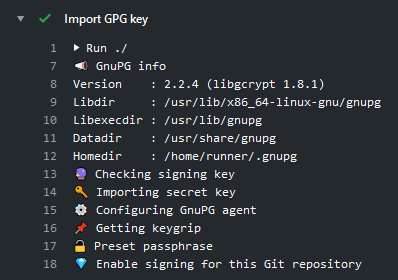 Import GPG key
1 Run ./
7 📣 GnuPG info
8 Version    : 2.2.4 (libgcrypt 1.8.1)
9 Libdir     : /usr/lib/x86_64-linux-gnu/gnupg
10 Libexecdir : /usr/lib/gnupg
11 Datadir    : /usr/share/gnupg
12 Homedir    : /home/runner/.gnupg
13 🔮 Checking signing key
14 🔑 Importing secret key
15 ⚙️ Configuring GnuPG agent
16 📌 Getting keygrip
17 🔓 Preset passphrase
18 💎 Enable signing for this Git repository